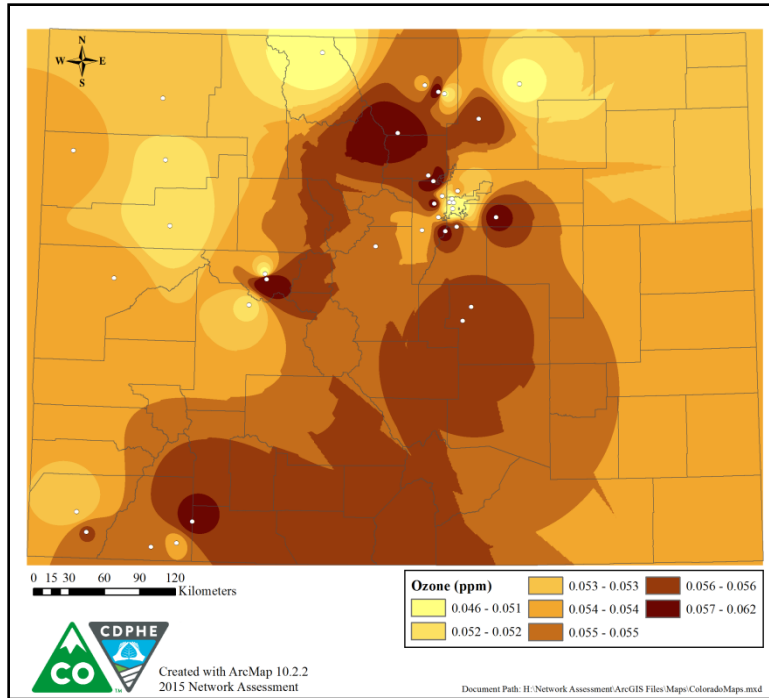 N
W E
S
0 15 30 60 90 120
Kilometers
Ozone (ppm)
0.046 - 0.051
0.052 - 0.052
0.053 - 0.053
0.054 - 0.054
0.055 - 0.055
0.056 - 0.056
0.057 - 0.062
CO
TM
CDPHE
TM
Created with ArcMap 10.2.2
2015 Network Assessment
Document Path: H:\Network Assessment\ArcGIS Files\Maps\ColoradoMaps.mxd